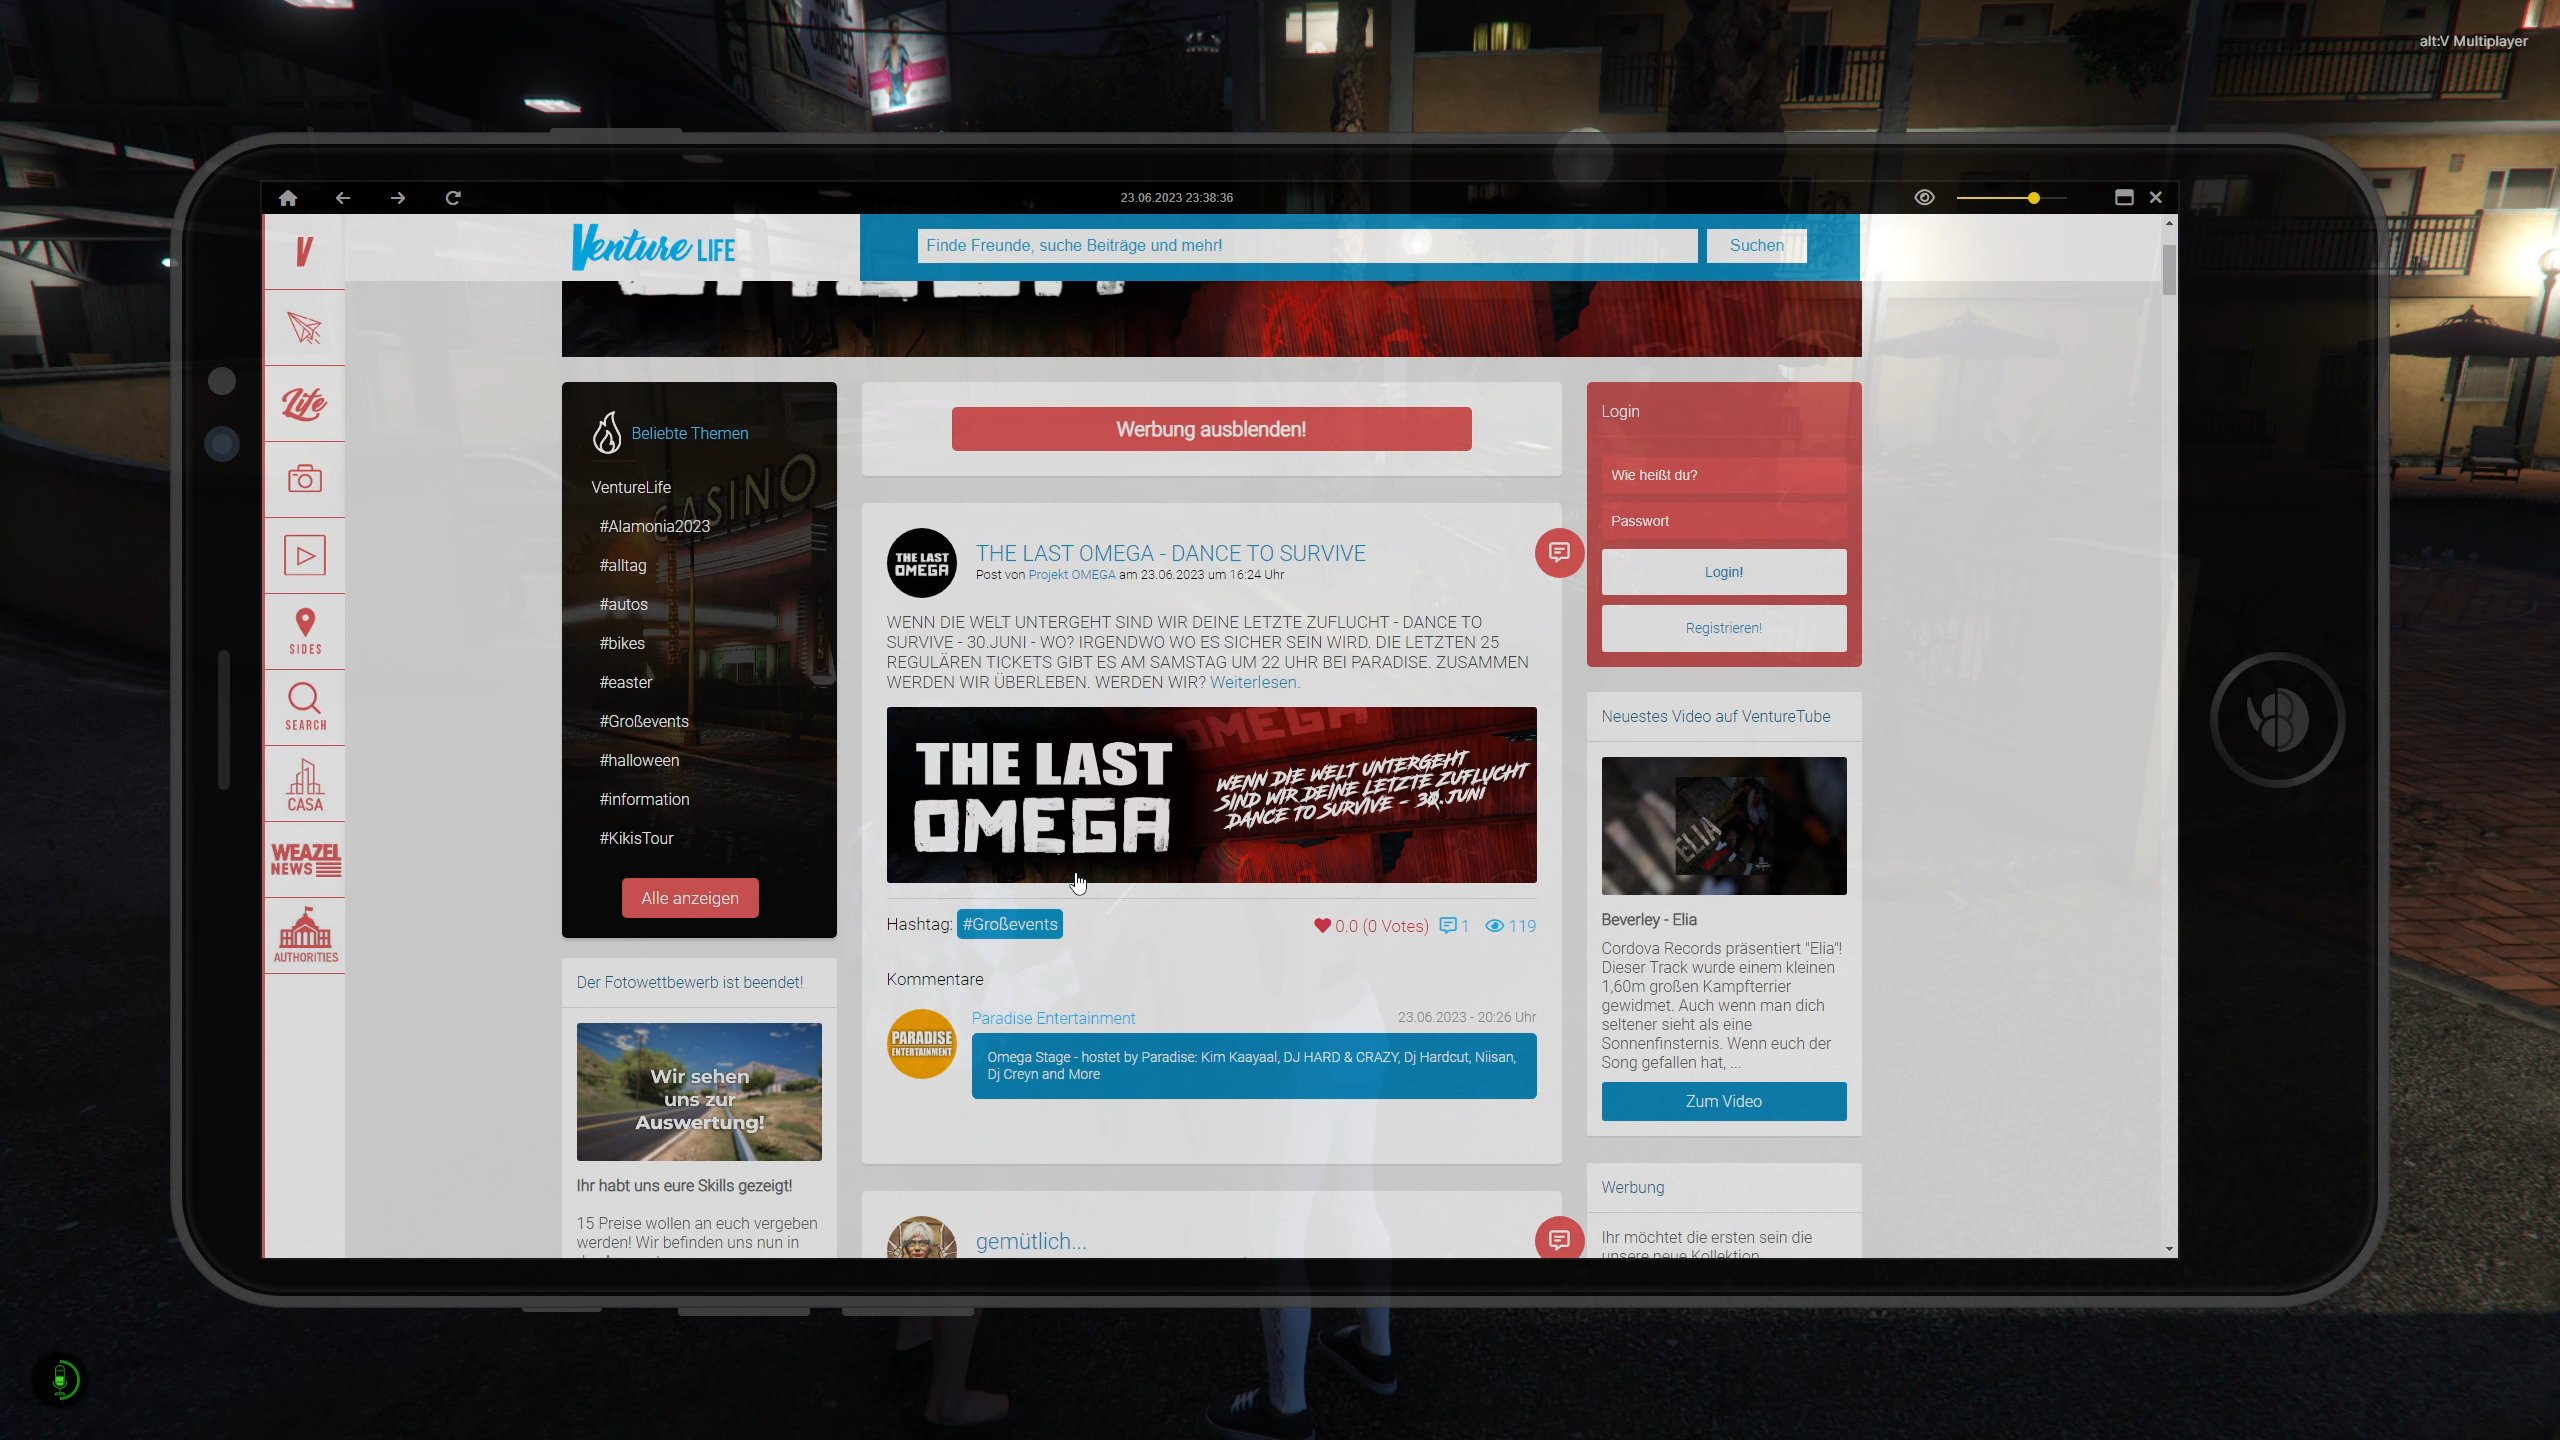 alt:V Multiplayer
23.06.2023 23:38:36
V
Venture LIFE
Finde Freunde, suche Beiträge und mehr!
Suchen
Life
SIDES
SEARCH
CASA
WEAZEL
NEWS
AUTHORITIES
Beliebte Themen
VentureLife
#Alamonia2023
#alltag
#autos
#bikes
#easter
#Großevents
#halloween
#information
#KikisTour
Alle anzeigen
CASINO
Der Fotowettbewerb ist beendet!
Wir sehen
uns zur
Auswertung!
Ihr habt uns eure Skills gezeigt!
15 Preise wollen an euch vergeben
werden! Wir befinden uns nun in
Werbung ausblenden!
THE LAST
OMEGA
THE LAST OMEGA - DANCE TO SURVIVE
Post von Projekt OMEGA am 23.06.2023 um 16:24 Uhr
WENN DIE WELT UNTERGEHT SIND WIR DEINE LETZTE ZUFLUCHT - DANCE TO
SURVIVE - 30.JUNI - WO? IRGENDWO WO ES SICHER SEIN WIRD. DIE LETZTEN 25
REGULÄREN TICKETS GIBT ES AM SAMSTAG UM 22 UHR BEI PARADISE. ZUSAMMEN
WERDEN WIR ÜBERLEBEN. WERDEN WIR? Weiterlesen.
OMEGA
THE LAST
OMEGA
WENN DIE WELT UNTERGEHT
SIND WIR DEINE LETZTE ZUFLUCHT
DANCE TO SURVIVE - 30.JUNI
Hashtag: #Großevents
0.0 (0 Votes) 1 119
Kommentare
PARADISE
ENTERTAINMENT
Paradise Entertainment
23.06.2023 - 20:26 Uhr
Omega Stage - hostet by Paradise: Kim Kaayaal, DJ HARD & CRAZY, Dj Hardcut, Niisan,
Dj Creyn and More
gemütlich...
Login
Wie heißt du?
Passwort
Login!
Registrieren!
Neuestes Video auf VentureTube
ELIA
Beverley - Elia
Cordova Records präsentiert "Elia"!
Dieser Track wurde einem kleinen
1,60m großen Kampfterrier
gewidmet. Auch wenn man dich
seltener sieht als eine
Sonnenfinsternis. Wenn euch der
Song gefallen hat, ...
Zum Video
Werbung
Ihr möchtet die ersten sein die
unsere neue Kollektion